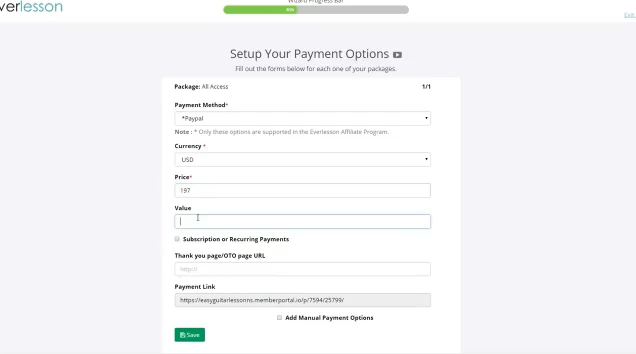 everlesson
Wizard Progress Bar
40%
Exit
Setup Your Payment Options
Fill out the forms below for each one of your packages.
Package: All Access 1/1
Payment Method*
*Paypal
Note : * Only these options are supported in the Everlesson Affiliate Program.
Currency *
USD
Price*
197
Value
Subscription or Recurring Payments
Thank you page/OTO page URL
http://
Payment Link
https://easyguitarlessonns.memberportal.io/p/7594/25799/
Add Manual Payment Options
Save